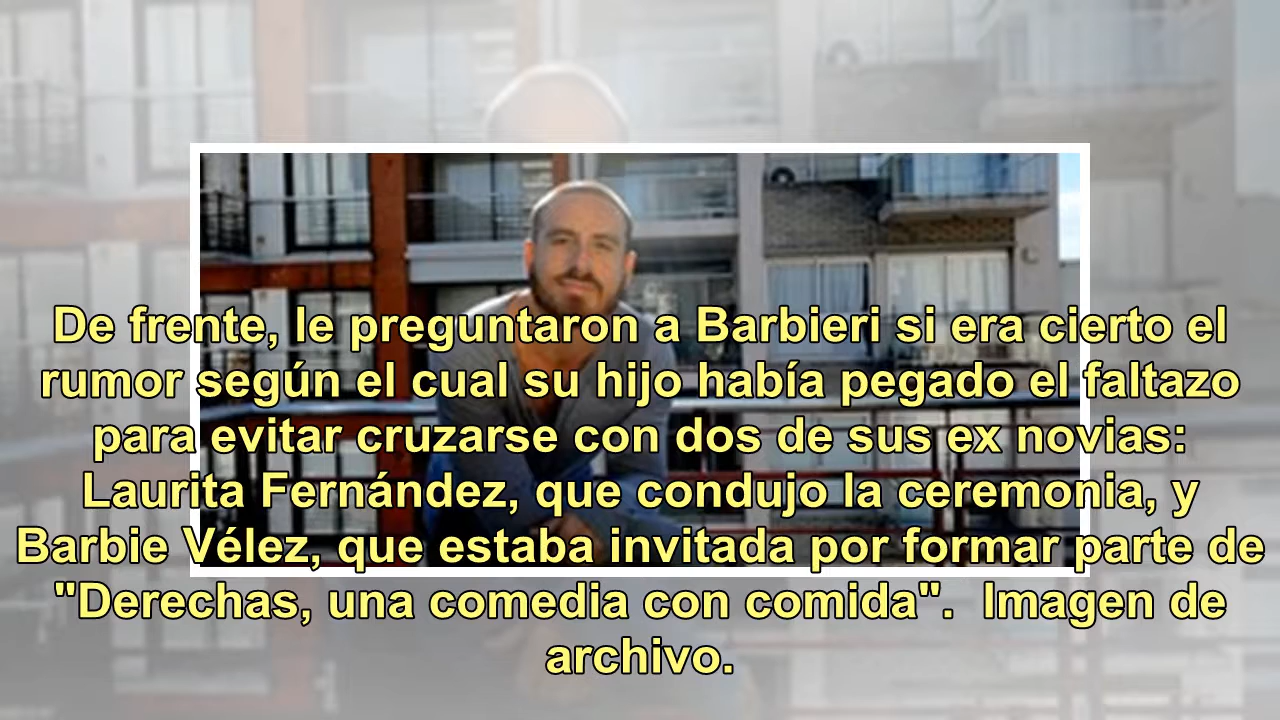 De frente, le preguntaron a Barbieri si era cierto el
rumor según el cual su hijo había pegado el faltazo
para evitar cruzarse con dos de sus ex novias:
Laurita Fernández, que condujo la ceremonia, y
Barbie Vélez, que estaba invitada por formar parte de
"Derechas, una comedia con comida".  Imagen de
archivo.